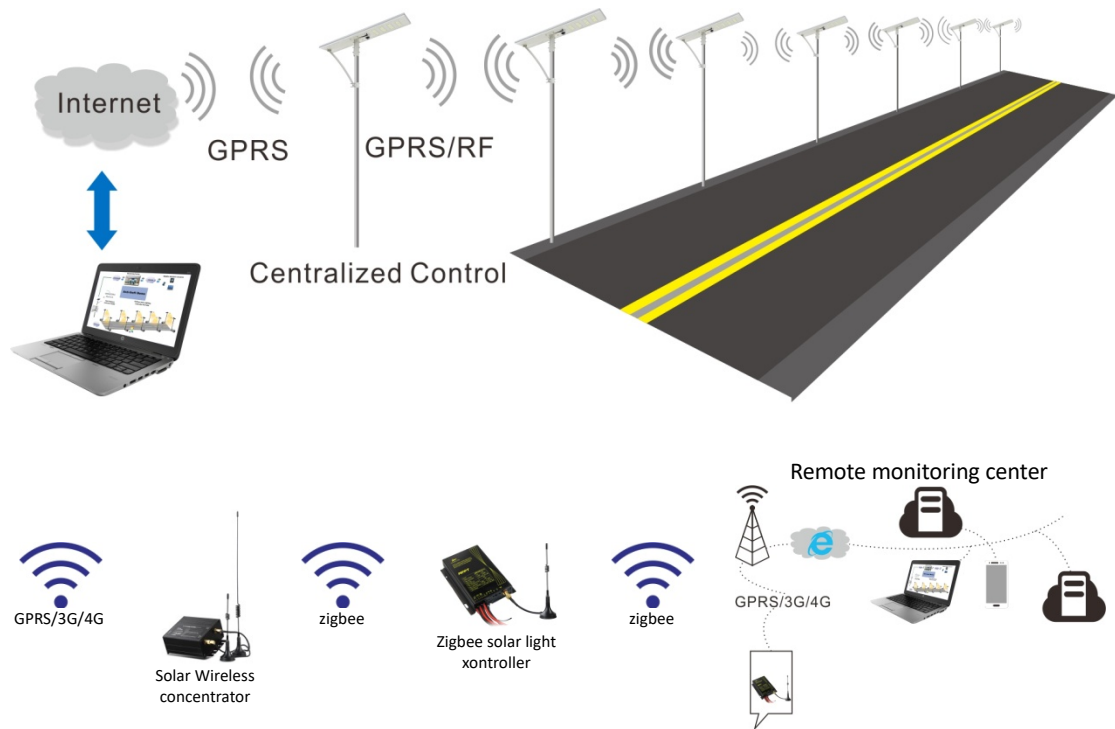 Internet
GPRS
GPRS/RF
Centralized Control
Remote monitoring center
GPRS/3G/4G
Solar Wireless
concentrator
zigbee
Zigbee solar light
xontroller
zigbee
GPRS/3G/4G